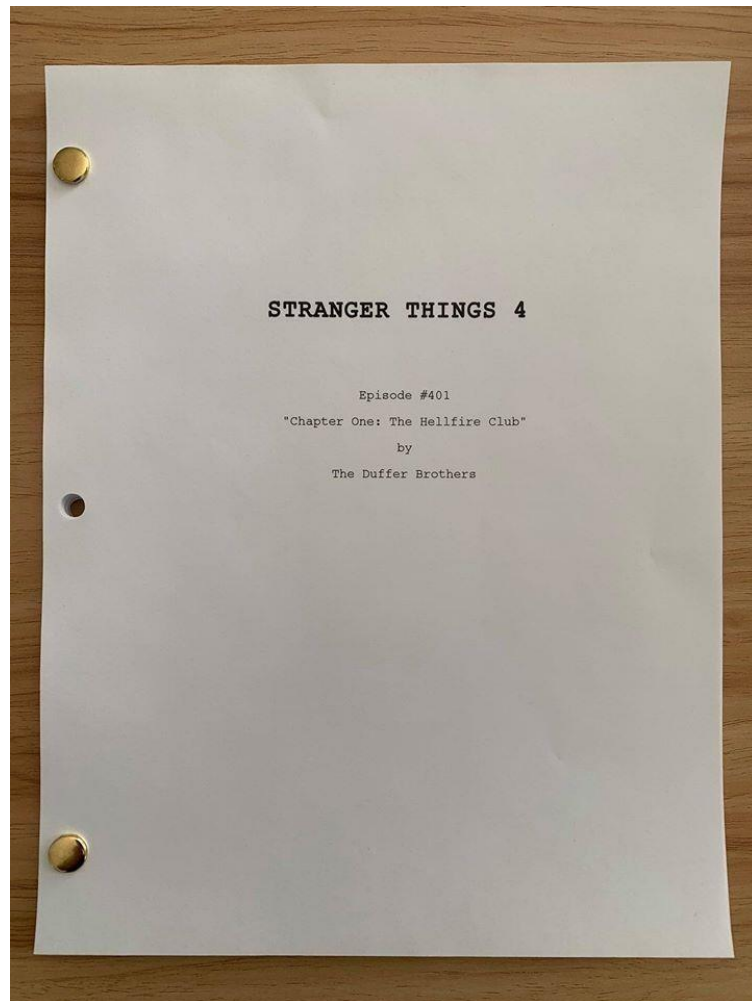 STRANGER THINGS 4
Episode #401
"Chapter One: The Hellfire Club"
by
The Duffer Brothers